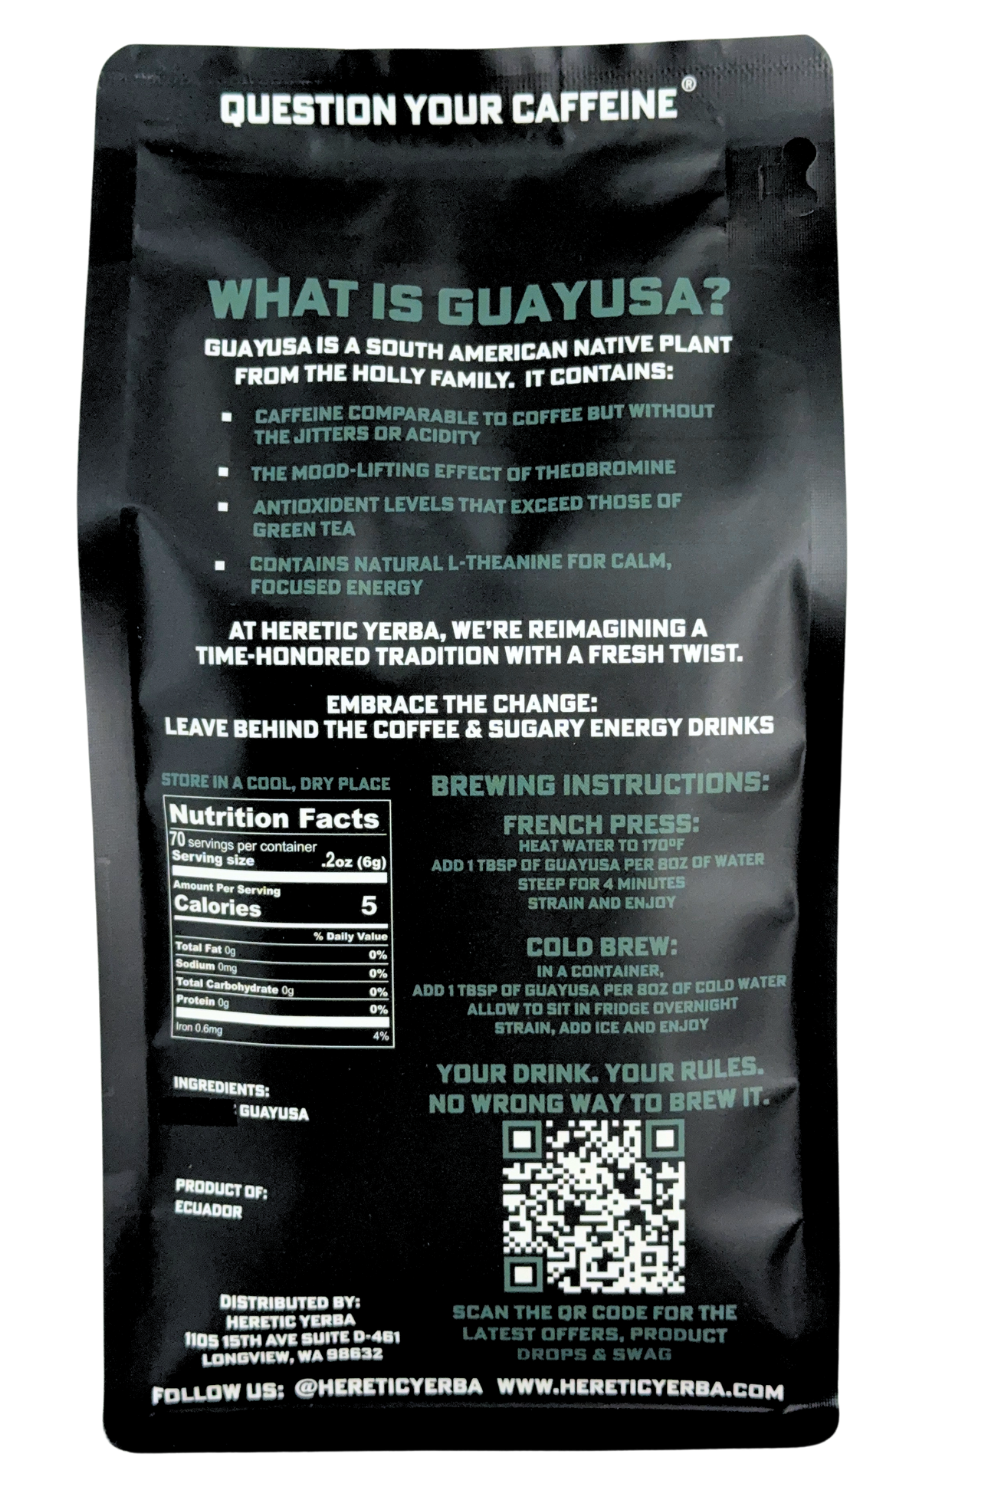 QUESTION YOUR CAFFEINE®
WHAT IS GUAYUSA?
GUAYUSA IS A SOUTH AMERICAN NATIVE PLANT
FROM THE HOLLY FAMILY. IT CONTAINS:
▪ CAFFEINE COMPARABLE TO COFFEE BUT WITHOUT
THE JITTERS OR ACIDITY
▪ THE MOOD-LIFTING EFFECT OF THEOBROMINE
▪ ANTIOXIDENT LEVELS THAT EXCEED THOSE OF
GREEN TEA
▪ CONTAINS NATURAL L-THEANINE FOR CALM,
FOCUSED ENERGY
AT HERETIC YERBA, WE'RE REIMAGINING A
TIME-HONORED TRADITION WITH A FRESH TWIST.
EMBRACE THE CHANGE:
LEAVE BEHIND THE COFFEE & SUGARY ENERGY DRINKS
STORE IN A COOL, DRY PLACE
Nutrition Facts
70 servings per container
Serving size .2oz (6g)
Amount Per Serving
Calories 5
% Daily Value
Total Fat 0g 0%
Sodium 0mg 0%
Total Carbohydrate 0g 0%
Protein 0g 0%
Iron 0.6mg 4%
INGREDIENTS:
GUAYUSA
PRODUCT OF:
ECUADOR
DISTRIBUTED BY:
HERETIC YERBA
1105 15TH AVE SUITE D-461
LONGVIEW, WA 98632
BREWING INSTRUCTIONS:
FRENCH PRESS:
HEAT WATER TO 170ºF
ADD 1 TBSP OF GUAYUSA PER 8OZ OF WATER
STEEP FOR 4 MINUTES
STRAIN AND ENJOY
COLD BREW:
IN A CONTAINER,
ADD 1 TBSP OF GUAYUSA PER 8OZ OF COLD WATER
ALLOW TO SIT IN FRIDGE OVERNIGHT
STRAIN, ADD ICE AND ENJOY
YOUR DRINK. YOUR RULES.
NO WRONG WAY TO BREW IT.
SCAN THE QR CODE FOR THE
LATEST OFFERS, PRODUCT
DROPS & SWAG
FOLLOW US: @HERETICYERBA WWW.HERETICYERBA.COM